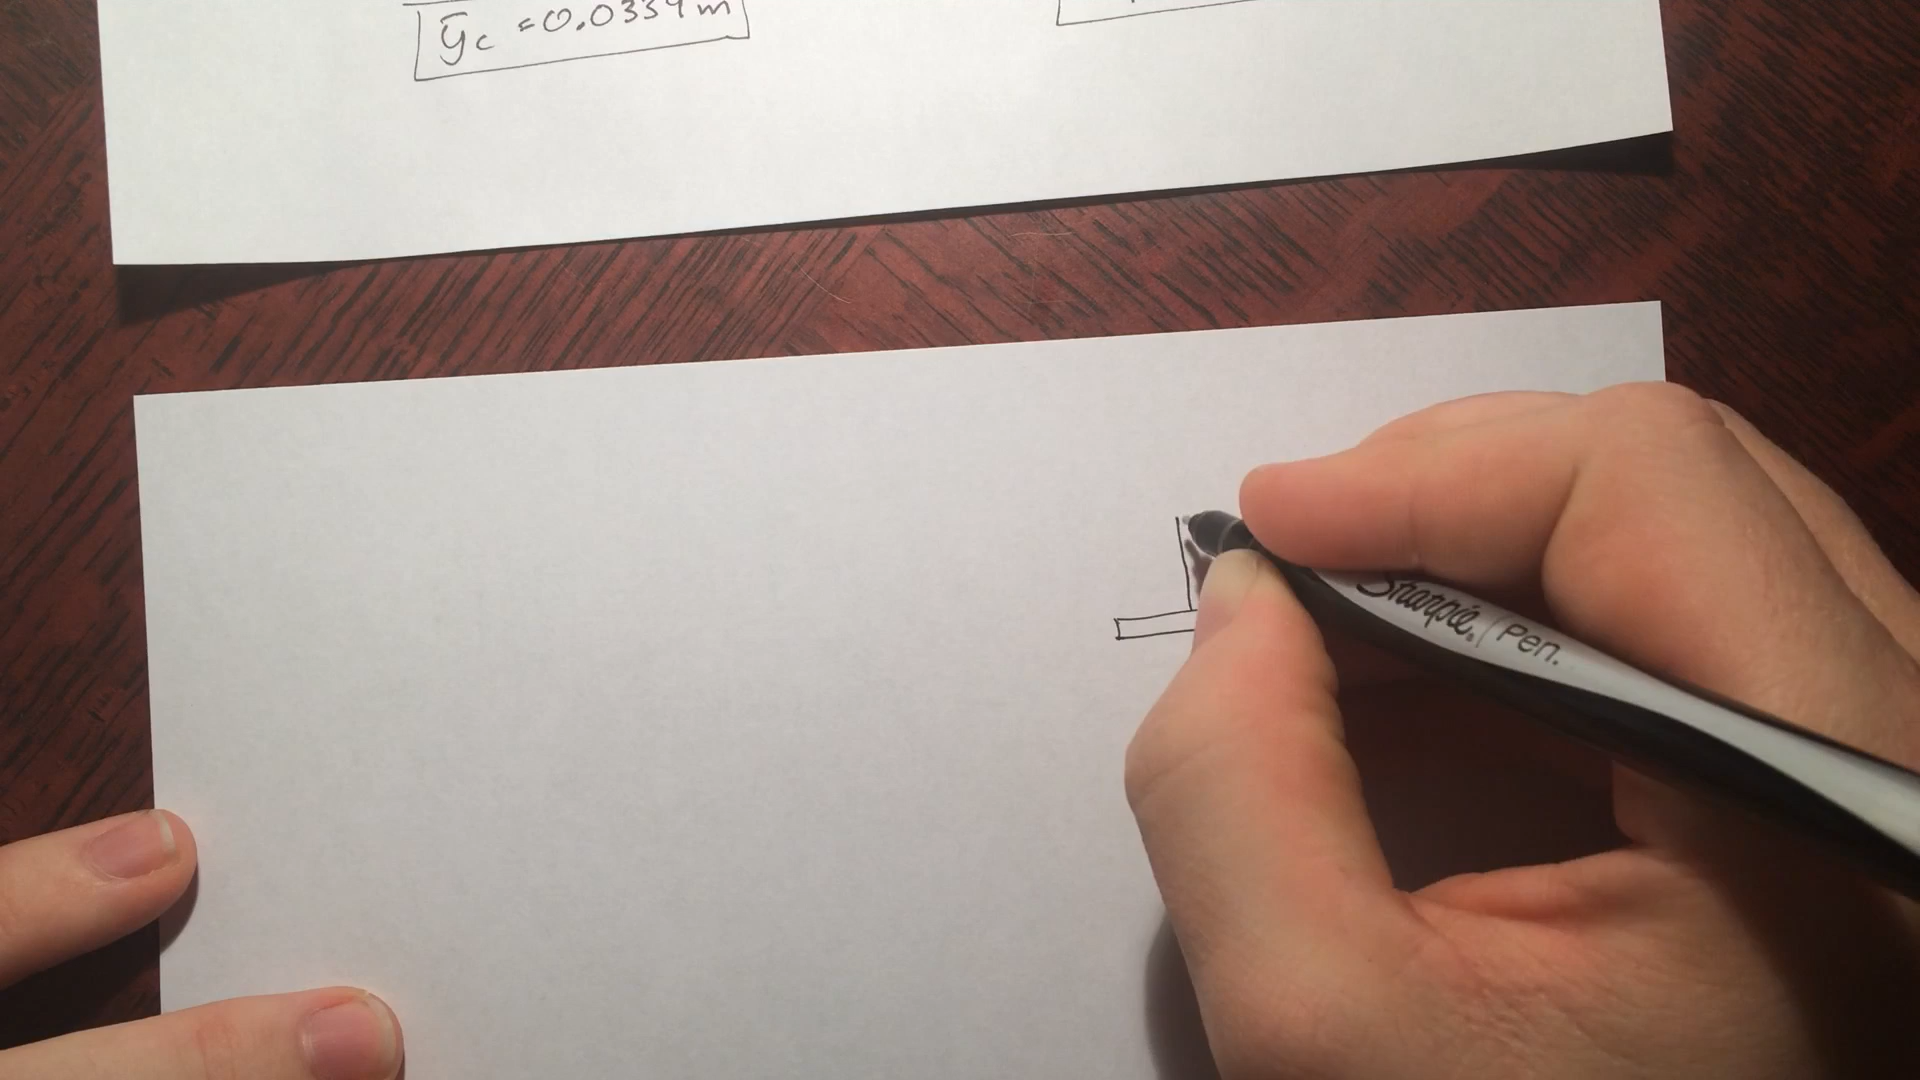 ȳc = 0.0339 m
Sharpie. Pen.